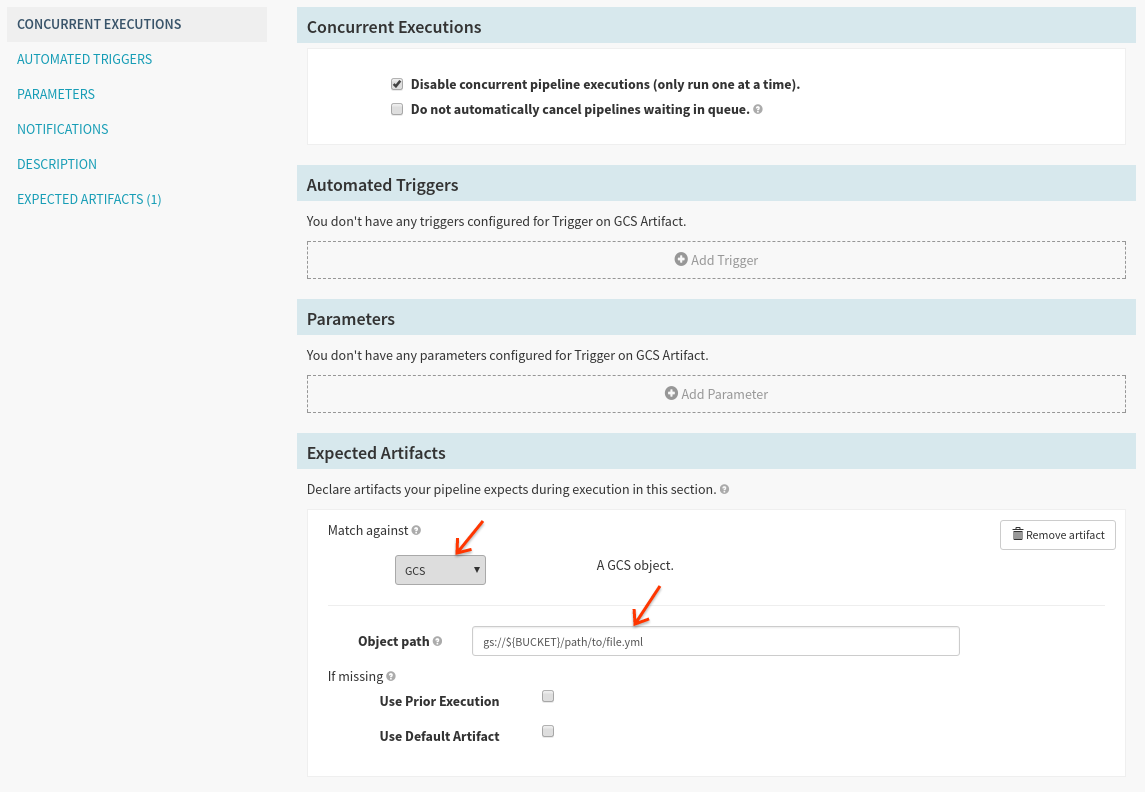 CONCURRENT EXECUTIONS
AUTOMATED TRIGGERS
PARAMETERS
NOTIFICATIONS
DESCRIPTION
EXPECTED ARTIFACTS (1)
Concurrent Executions
Disable concurrent pipeline executions (only run one at a time).
Do not automatically cancel pipelines waiting in queue.
Automated Triggers
You don't have any triggers configured for Trigger on GCS Artifact.
Add Trigger
Parameters
You don't have any parameters configured for Trigger on GCS Artifact.
Add Parameter
Expected Artifacts
Declare artifacts your pipeline expects during execution in this section.
Match against
Remove artifact
GCS
A GCS object.
Object path
gs://${BUCKET}/path/to/file.yml
If missing
Use Prior Execution
Use Default Artifact